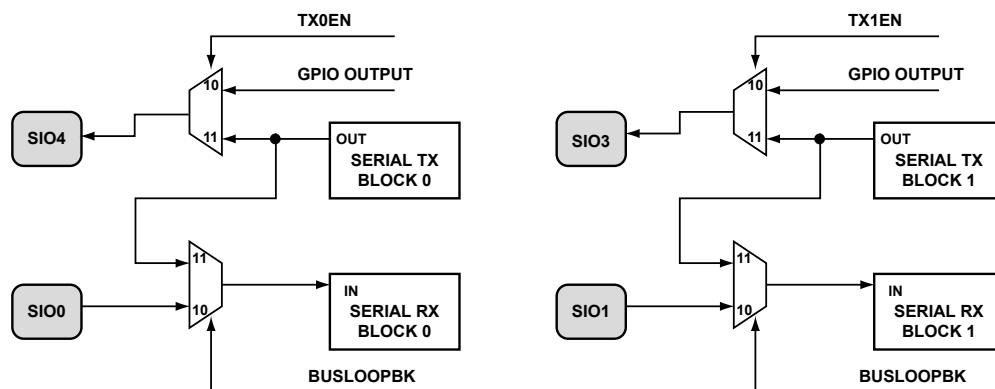 TX0EN
GPIO OUTPUT
10
11
SIO4
OUT
SERIAL TX
BLOCK 0
11
10
SIO0
IN
SERIAL RX
BLOCK 0
BUSLOOPBK
TX1EN
GPIO OUTPUT
10
11
SIO3
OUT
SERIAL TX
BLOCK 1
11
10
SIO1
IN
SERIAL RX
BLOCK 1
BUSLOOPBK